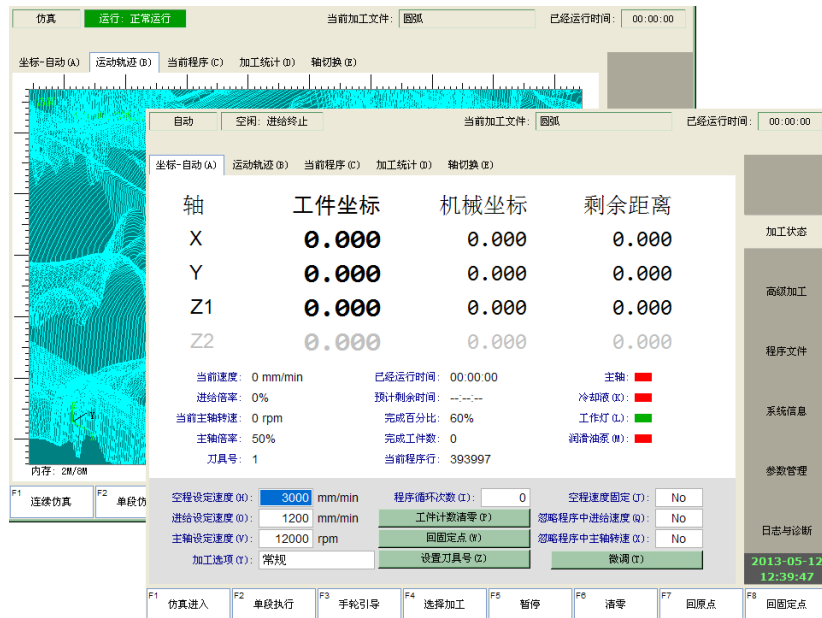 仿真 运行: 正常运行 当前加工文件: 圆弧 已经运行时间: 00:00:00
坐标-自动(A) 运动轨迹(B) 当前程序(C) 加工统计(D) 轴切换(E)
Y
内存: 2M/8M
F1 连续仿真 F2 单段仿
自动 空闲: 进给终止 当前加工文件: 圆弧 已经运行时间: 00:00:00
坐标-自动(A) 运动轨迹(B) 当前程序(C) 加工统计(D) 轴切换(E)
轴 工件坐标 机械坐标 剩余距离
X 0.000 0.000 0.000
Y 0.000 0.000 0.000
Z1 0.000 0.000 0.000
Z2 0.000 0.000 0.000
当前速度: 0 mm/min 已经运行时间: 00:00:00 主轴:
进给倍率: 0% 预计剩余时间: --:--:-- 冷却液(K):
当前主轴转速: 0 rpm 完成百分比: 60% 工作灯(L):
主轴倍率: 50% 完成工件数: 0 润滑油泵(M):
刀具号: 1 当前程序行: 393997
空程设定速度(H): 3000 mm/min 程序循环次数(I): 0 空程速度固定(J): No
进给设定速度(O): 1200 mm/min 工件计数清零(P) 忽略程序中进给速度(Q): No
主轴设定速度(V): 12000 rpm 回固定点(W) 忽略程序中主轴转速(X): No
加工选项(Y): 常规 设置刀具号(Z) 微调(T)
加工状态
高级加工
程序文件
系统信息
参数管理
日志与诊断
2013-05-12
12:39:47
F1 仿真进入 F2 单段执行 F3 手轮引导 F4 选择加工 F5 暂停 F6 清零 F7 回原点 F8 回固定点